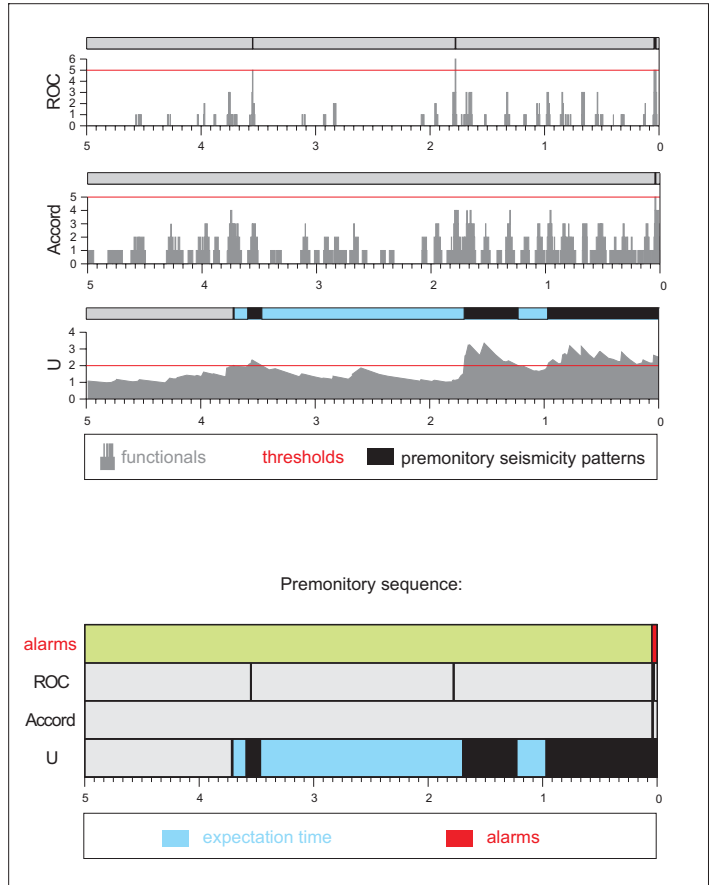 6
5
4
3
2
1
0
ROC
5 4 3 2 1 0
5
4
3
2
1
0
Accord
5 4 3 2 1 0
4
3
2
1
0
U
5 4 3 2 1 0
functionals thresholds premonitory seismicity patterns
Premonitory sequence:
alarms
ROC
Accord
U
5 4 3 2 1 0
expectation time alarms